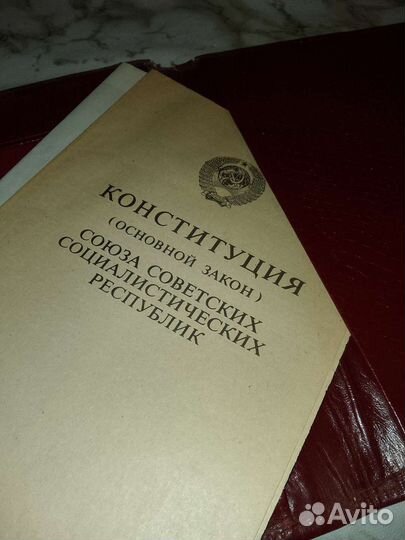 КОНСТИТУЦИЯ
(ОСНОВНОЙ ЗАКОН)
СОЮЗА СОВЕТСКИХ
СОЦИАЛИСТИЧЕСКИХ
РЕСПУБЛИК
Avito